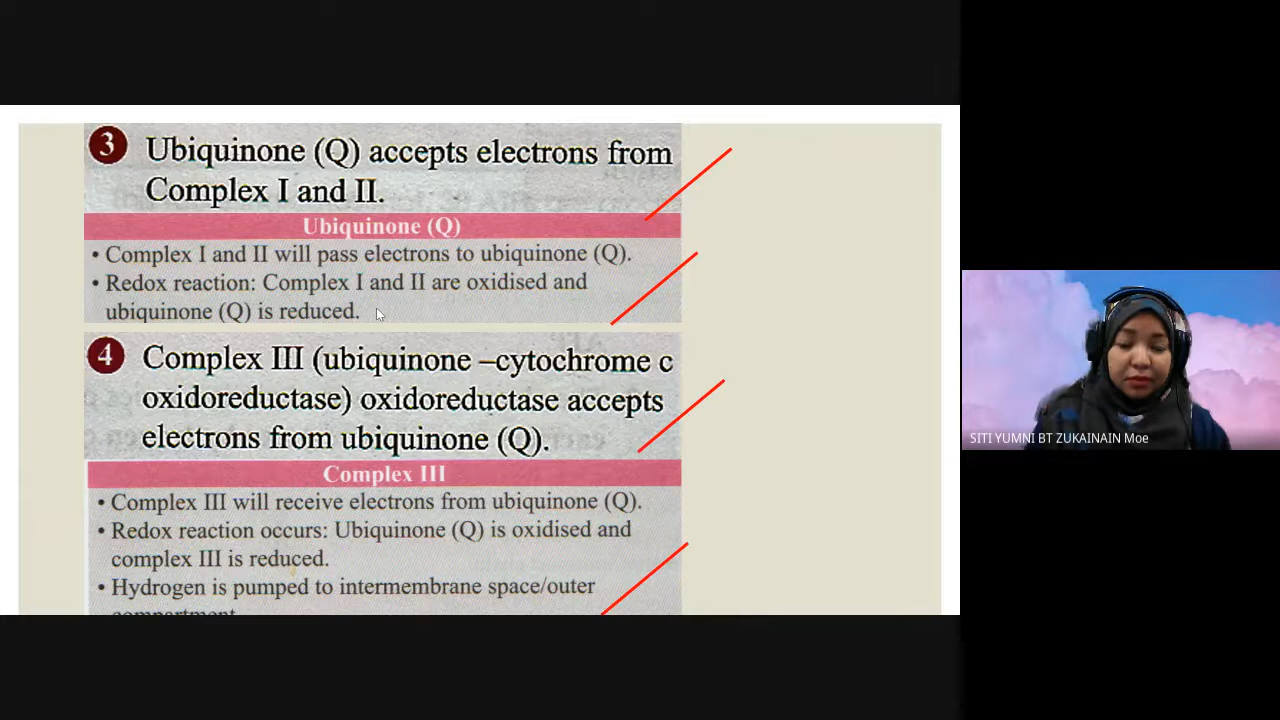 3 Ubiquinone (Q) accepts electrons from
Complex I and II.
Ubiquinone (Q)
• Complex I and II will pass electrons to ubiquinone (Q).
• Redox reaction: Complex I and II are oxidised and
ubiquinone (Q) is reduced.
4 Complex III (ubiquinone –cytochrome c
oxidoreductase) oxidoreductase accepts
electrons from ubiquinone (Q).
Complex III
• Complex III will receive electrons from ubiquinone (Q).
• Redox reaction occurs: Ubiquinone (Q) is oxidised and
complex III is reduced.
• Hydrogen is pumped to intermembrane space/outer
compartment.
SITI YUMNI BT ZUKAINAIN Moe